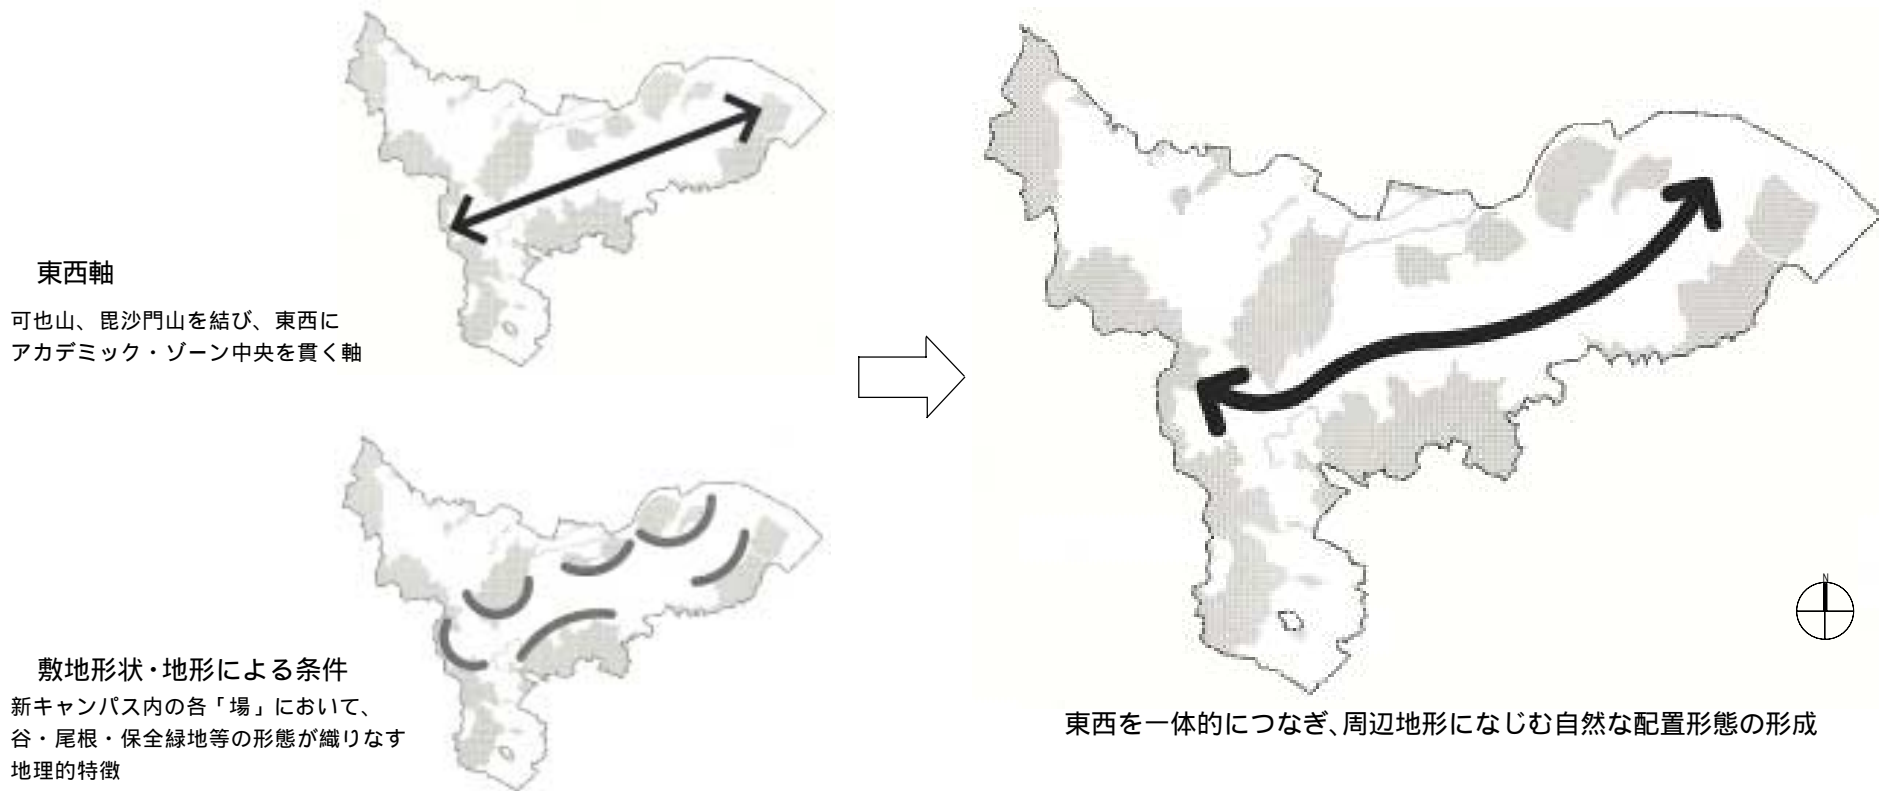 東西軸
可也山、毘沙門山を結び、東西に
アカデミック・ゾーン中央を貫く軸
敷地形状・地形による条件
新キャンパス内の各「場」において、
谷・尾根・保全緑地等の形態が織りなす
地理的特徴
N
東西を一体的につなぎ、周辺地形になじむ自然な配置形態の形成